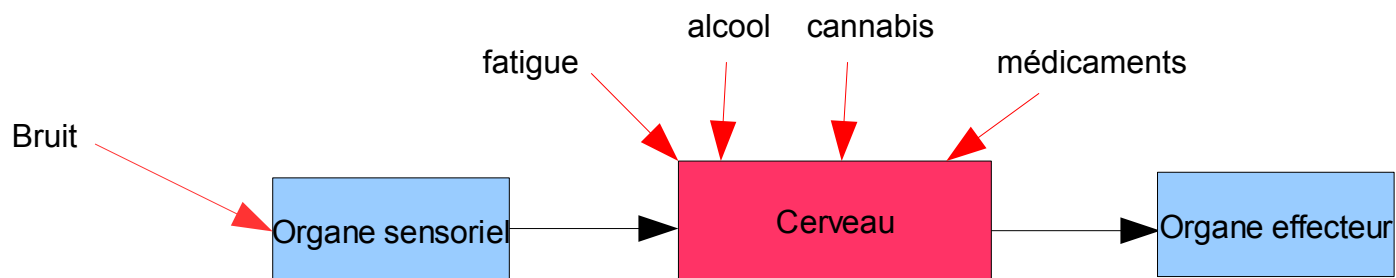 alcool
cannabis
fatigue
médicaments
Bruit
Organe sensoriel
Cerveau
Organe effecteur